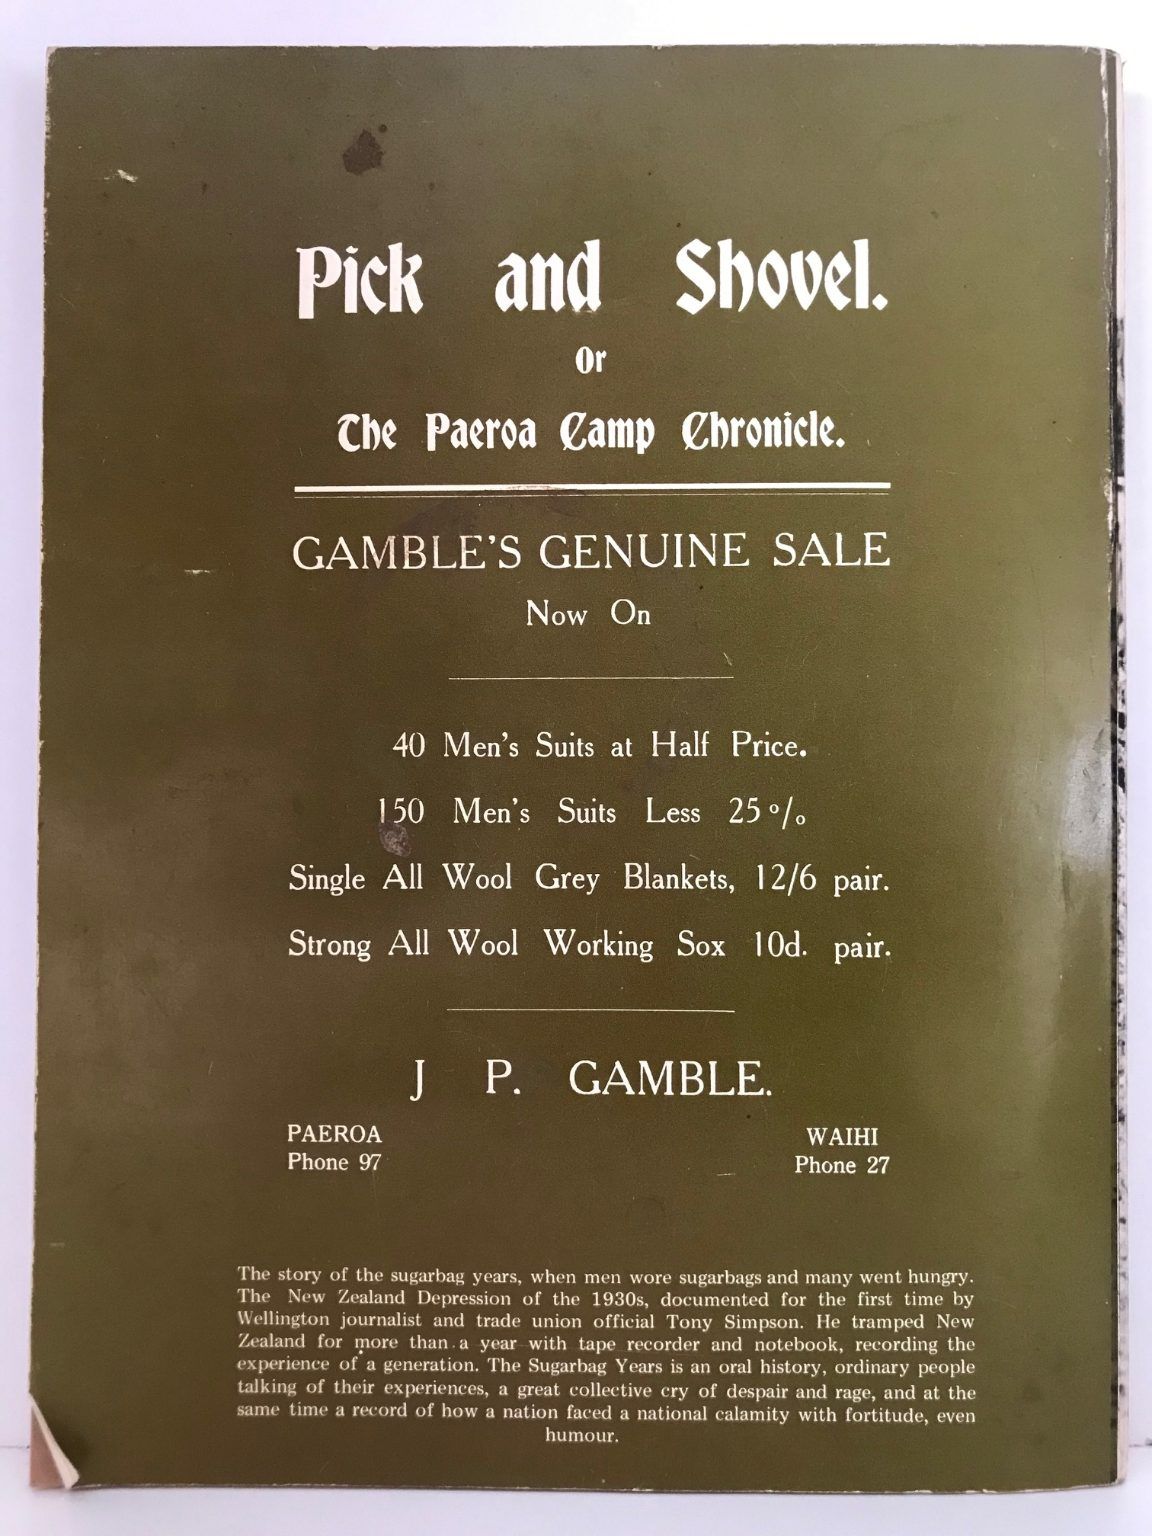 Pick and Shovel.
Or
The Paeroa Camp Chronicle.
GAMBLE'S GENUINE SALE
Now On
40 Men's Suits at Half Price.
150 Men's Suits Less 25 %
Single All Wool Grey Blankets, 12/6 pair.
Strong All Wool Working Sox 10d. pair.
J P. GAMBLE.
PAEROA
Phone 97
WAIHI
Phone 27
The story of the sugarbag years, when men wore sugarbags and many went hungry.
The New Zealand Depression of the 1930s, documented for the first time by
Wellington journalist and trade union official Tony Simpson. He tramped New
Zealand for more than a year with tape recorder and notebook, recording the
experience of a generation. The Sugarbag Years is an oral history, ordinary people
talking of their experiences, a great collective cry of despair and rage, and at the
same time a record of how a nation faced a national calamity with fortitude, even
humour.